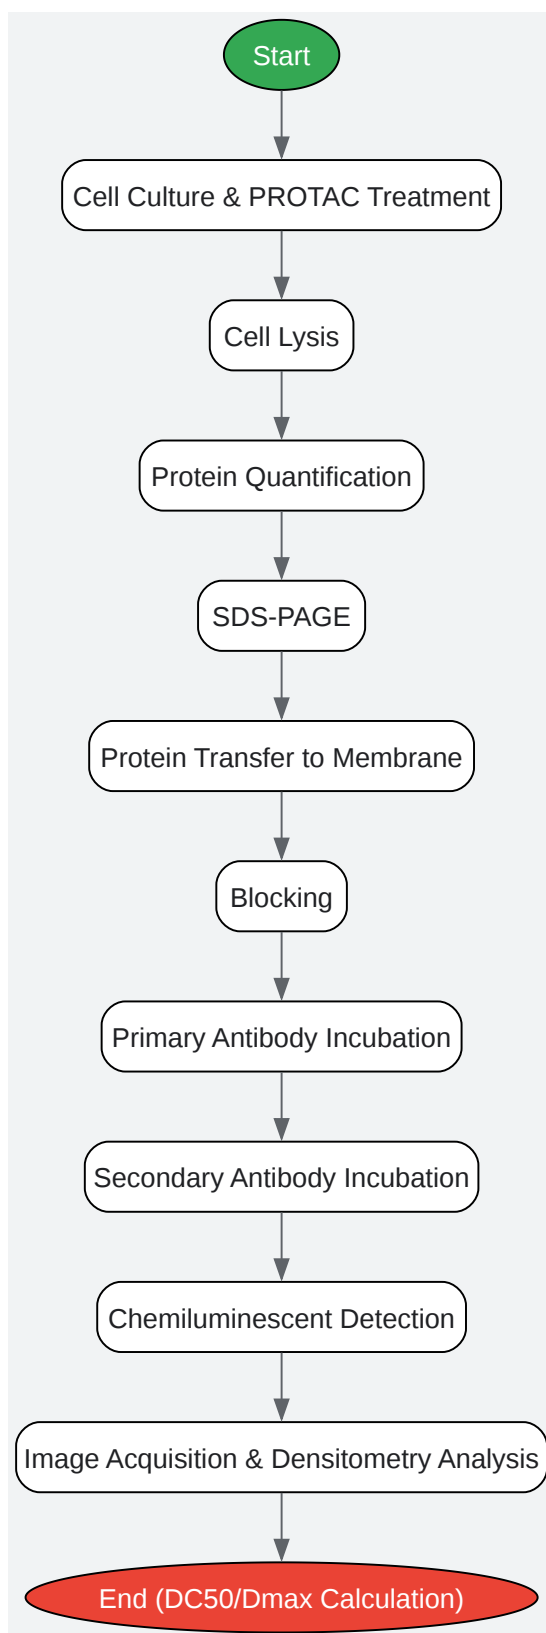 Start
Cell Culture & PROTAC Treatment
Cell Lysis
Protein Quantification
SDS-PAGE
Protein Transfer to Membrane
Blocking
Primary Antibody Incubation
Secondary Antibody Incubation
Chemiluminescent Detection
Image Acquisition & Densitometry Analysis
End (DC50/Dmax Calculation)